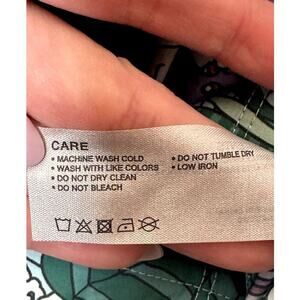 CARE
• MACHINE WASH COLD
• WASH WITH LIKE COLORS
• DO NOT DRY CLEAN
• DO NOT BLEACH
• DO NOT TUMBLE DRY
• LOW IRON